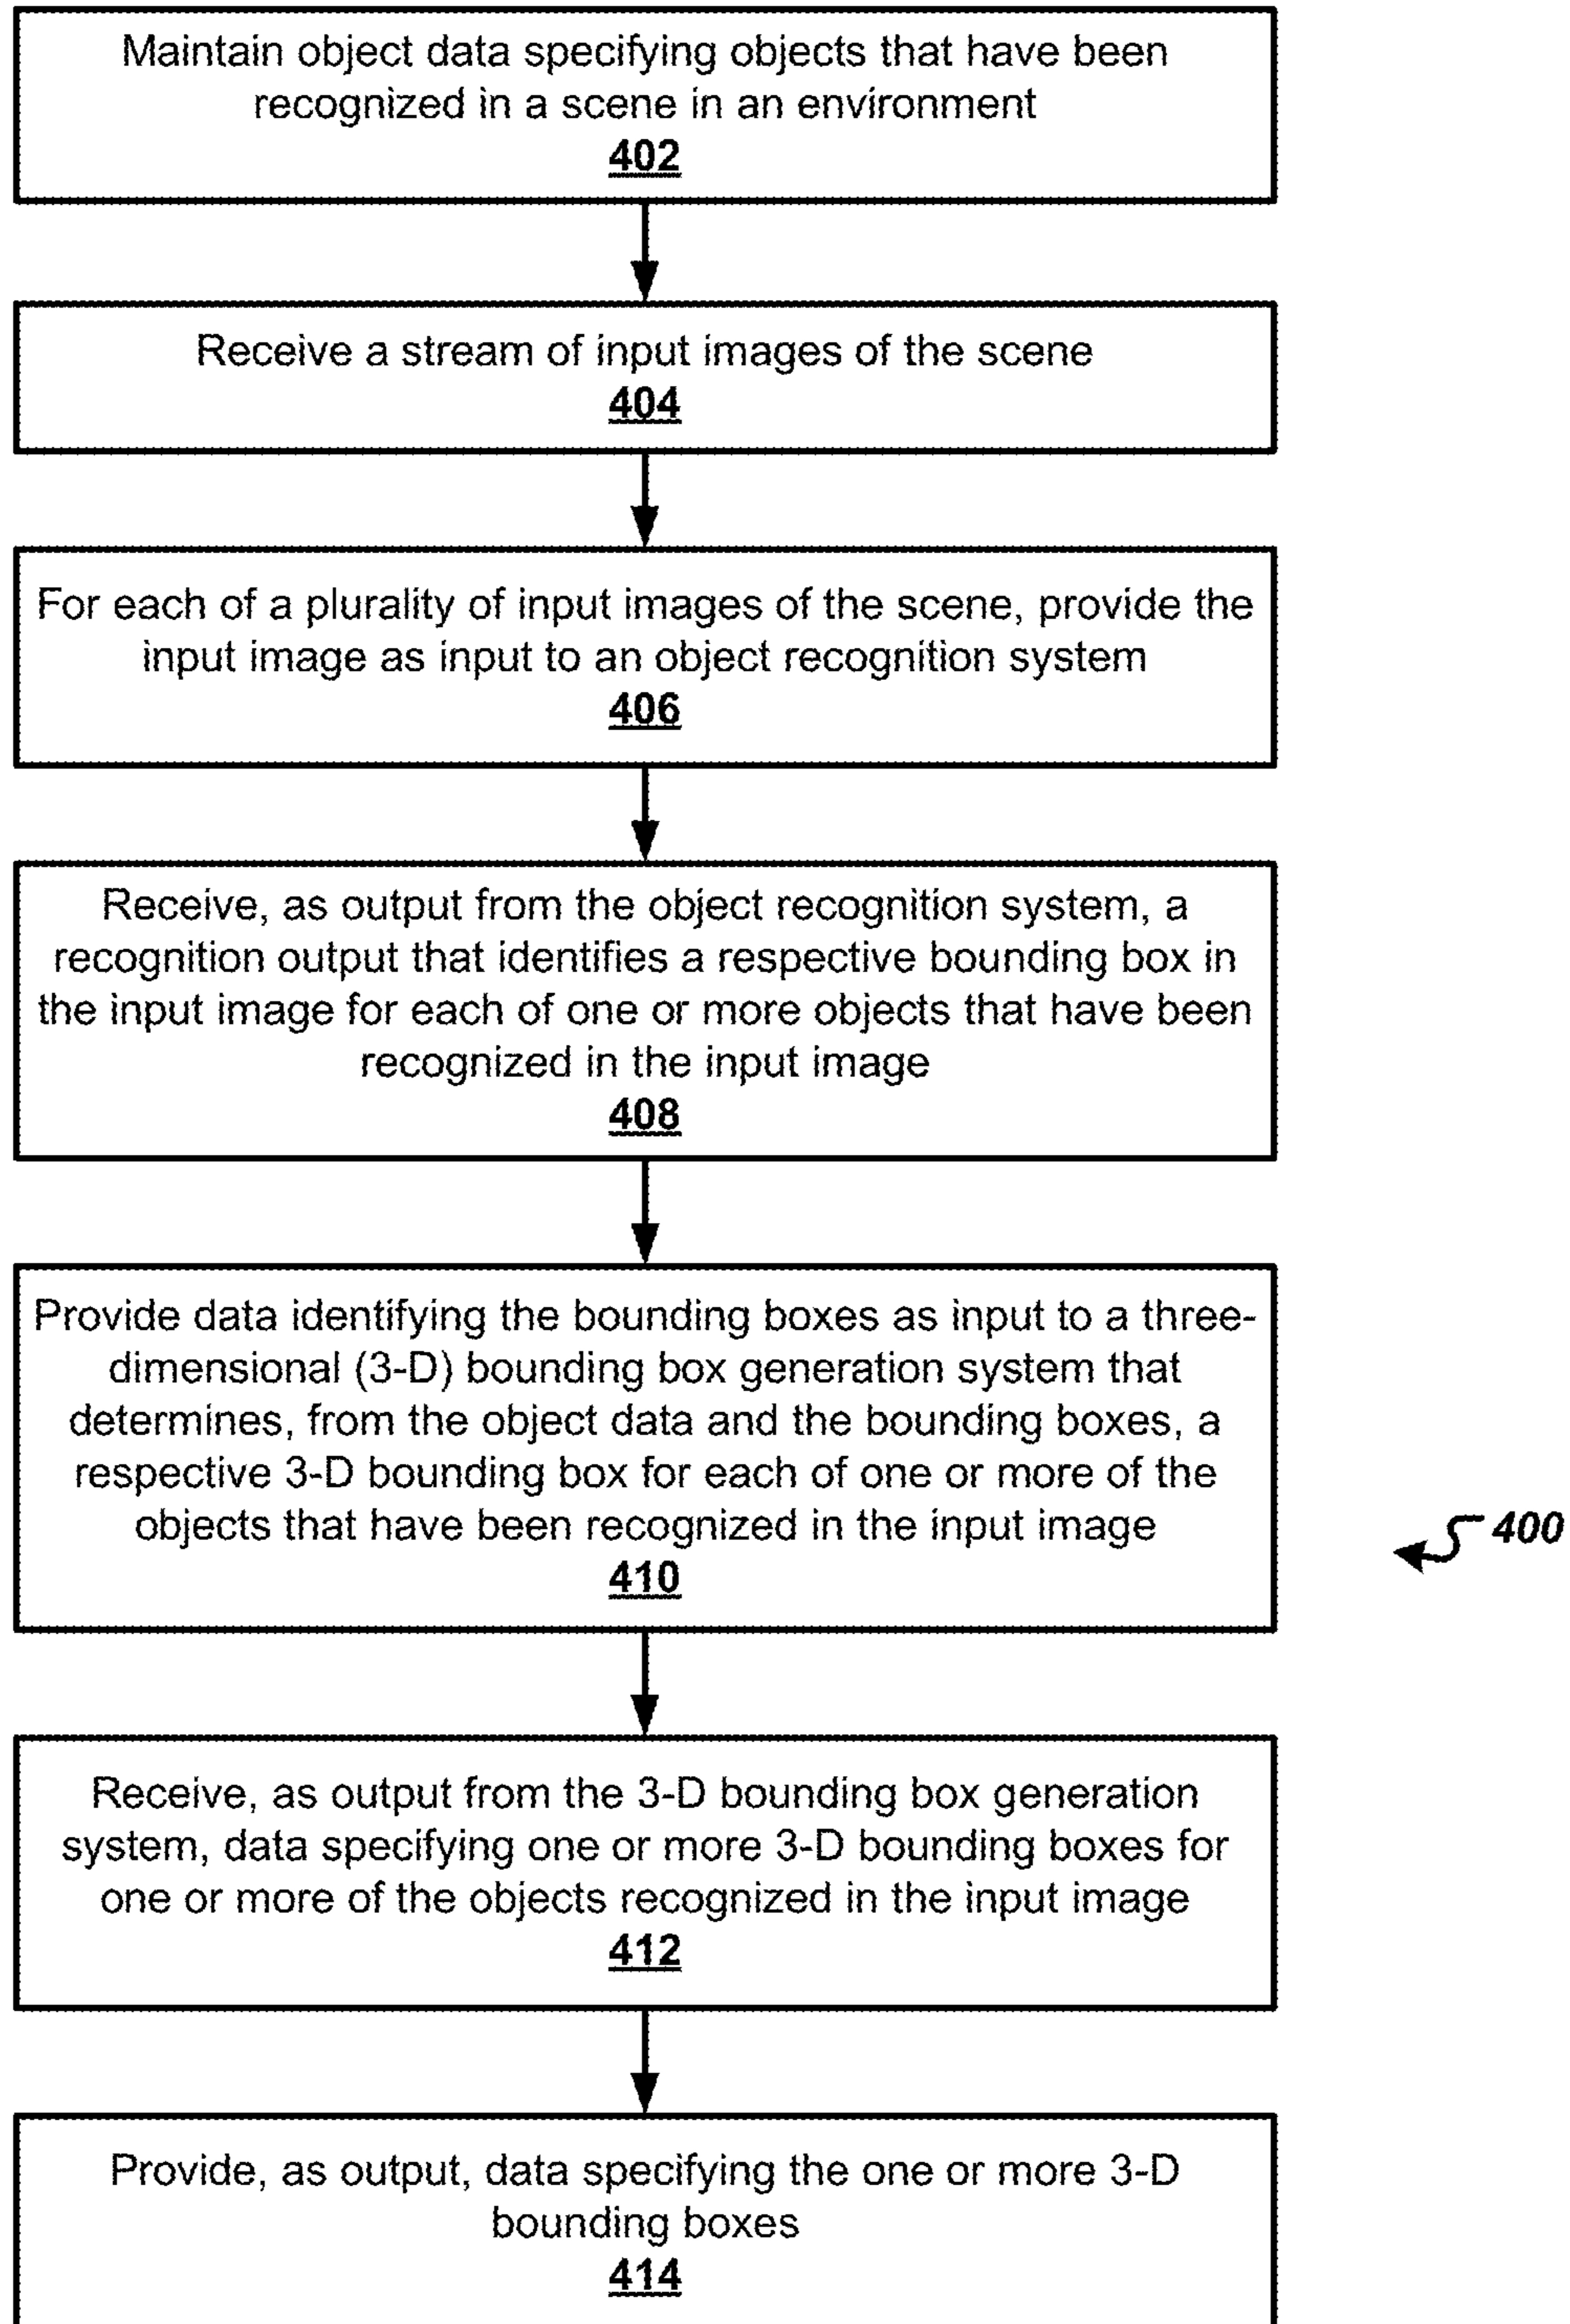 Maintain object data specifying objects that have been
recognized in a scene in an environment
402
Receive a stream of input images of the scene
404
For each of a plurality of input images of the scene, provide the
input image as input to an object recognition system
406
Receive, as output from the object recognition system, a
recognition output that identifies a respective bounding box in
the input image for each of one or more objects that have been
recognized in the input image
408
Provide data identifying the bounding boxes as input to a three-
dimensional (3-D) bounding box generation system that
determines, from the object data and the bounding boxes, a
respective 3-D bounding box for each of one or more of the
objects that have been recognized in the input image
410
400
Receive, as output from the 3-D bounding box generation
system, data specifying one or more 3-D bounding boxes for
one or more of the objects recognized in the input image
412
Provide, as output, data specifying the one or more 3-D
bounding boxes
414